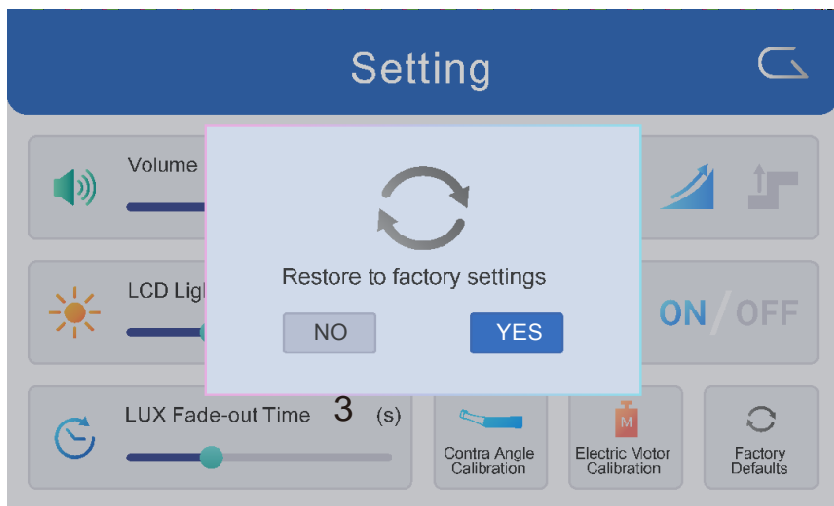 Setting
Volume
Restore to factory settings
NO
YES
LCD Lig
ON/OFF
LUX Fade-out Time 3 (s)
Contra Angle
Calibration
M
Electric Motor
Calibration
Factory
Defaults